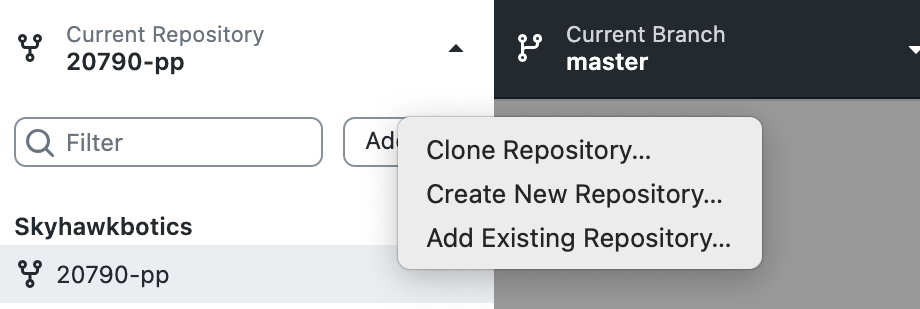 Current Repository
20790-pp
Current Branch
master
Filter
Clone Repository...
Create New Repository...
Add Existing Repository...
Skyhawkbotics
20790-pp